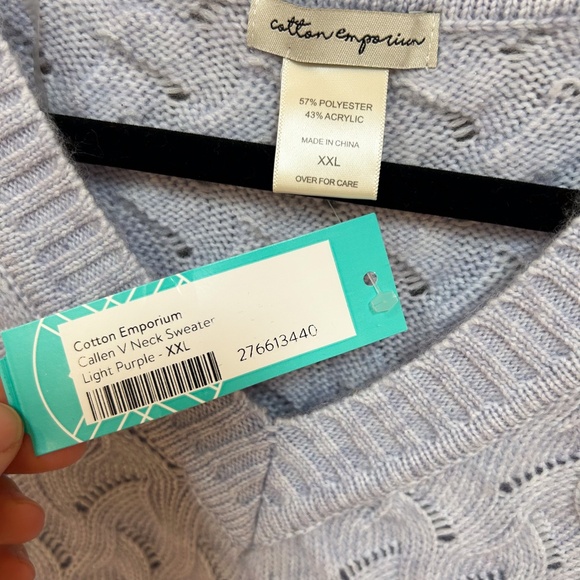 cotton emporium
57% POLYESTER
43% ACRYLIC
MADE IN CHINA
XXL
OVER FOR CARE
Cotton Emporium
Callen V Neck Sweater
Light Purple - XXL
276613440